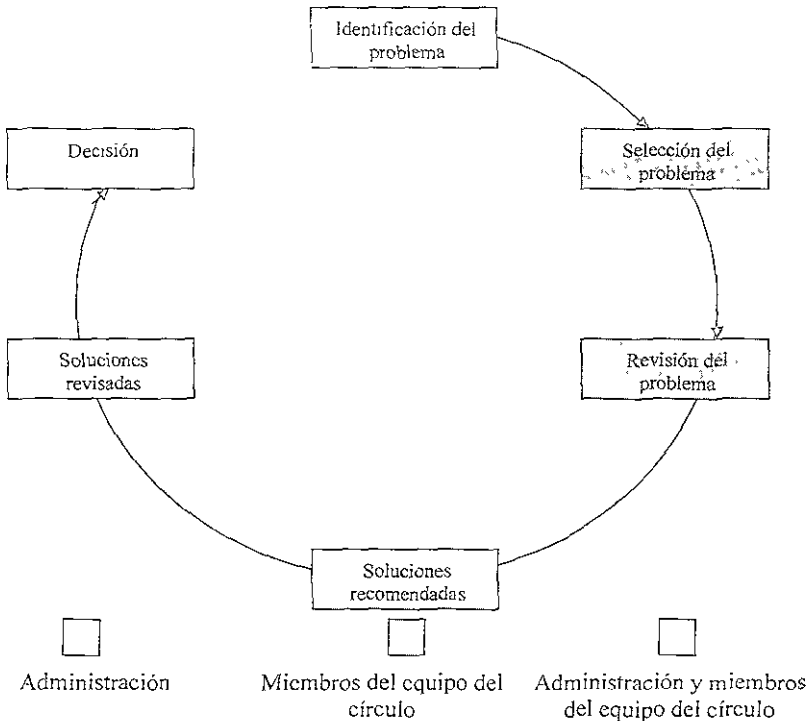 Identificación del
problema
Decisión
Selección del
problema
Soluciones
revisadas
Revisión del
problema
Soluciones
recomendadas
Administración
Miembros del equipo del
círculo
Administración y miembros
del equipo del círculo